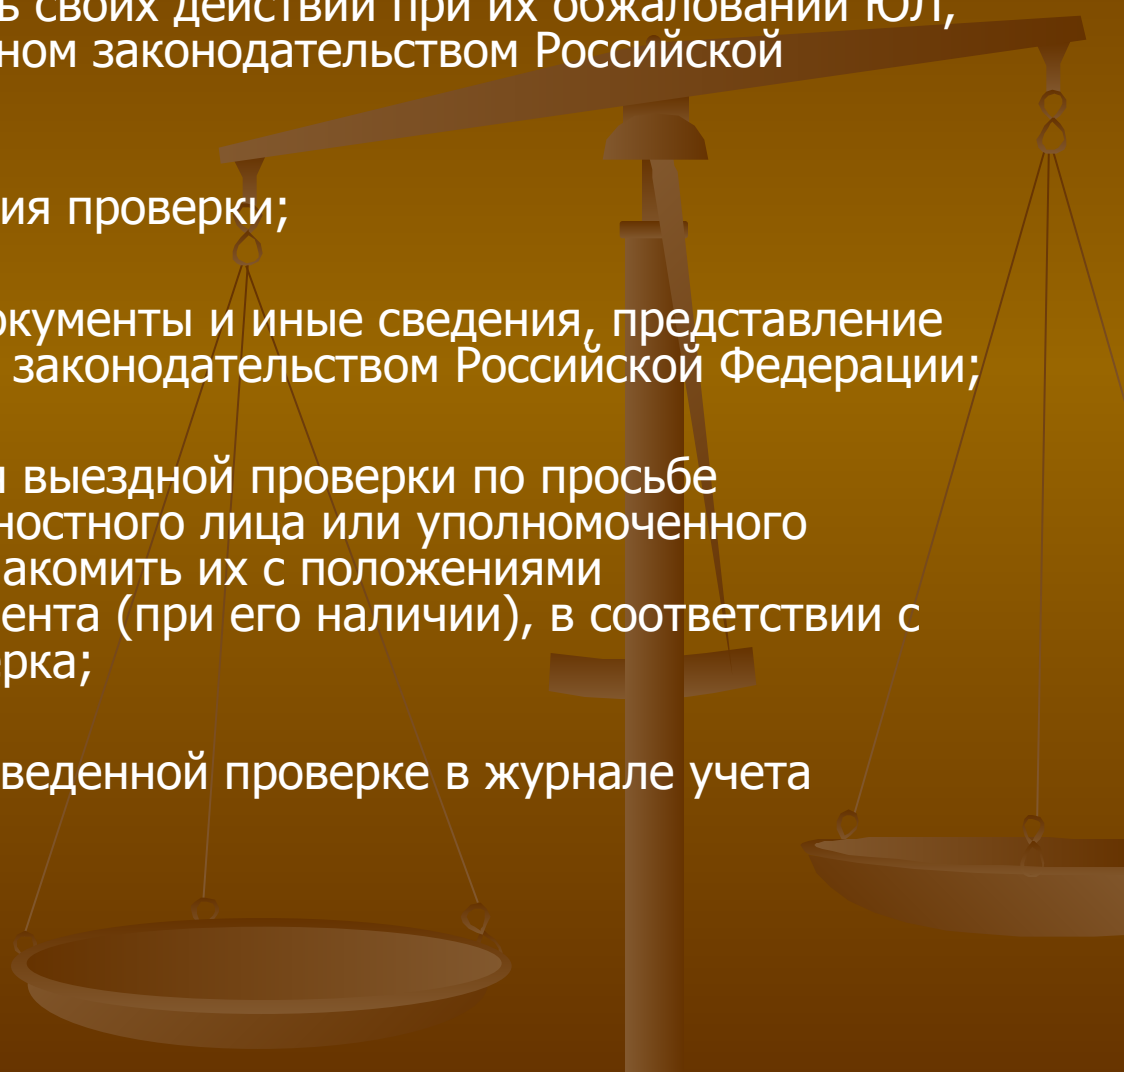 ь своих действий при их обжаловании ЮЛ,
ном законодательством Российской
ия проверки;
окументы и иные сведения, представление
законодательством Российской Федерации;
и выездной проверки по просьбе
ностного лица или уполномоченного
акомить их с положениями
ента (при его наличии), в соответствии с
ерка;
веденной проверке в журнале учета